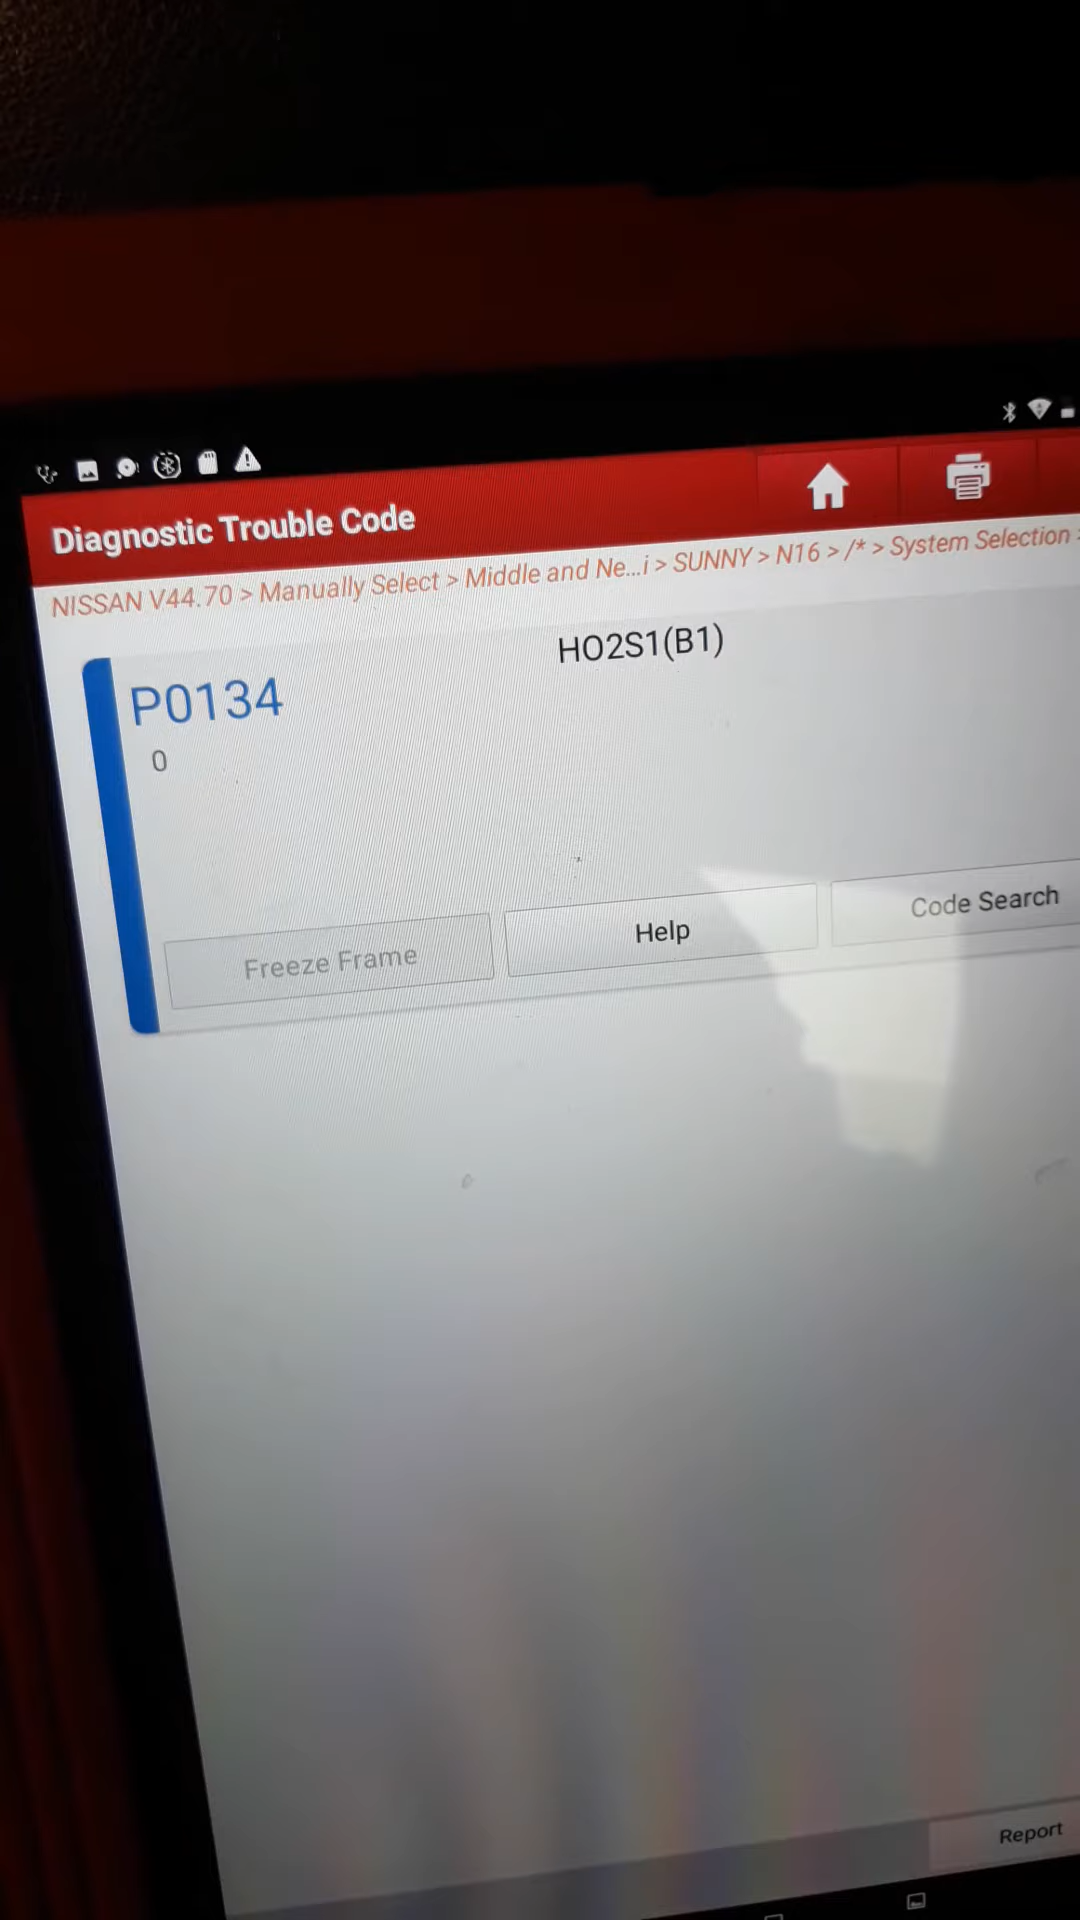 Diagnostic Trouble Code
NISSAN V44.70 > Manually Select > Middle and Ne...i > SUNNY > N16 > /* > System Selection >
HO2S1(B1)
P0134
0
Freeze Frame
Help
Code Search
Report